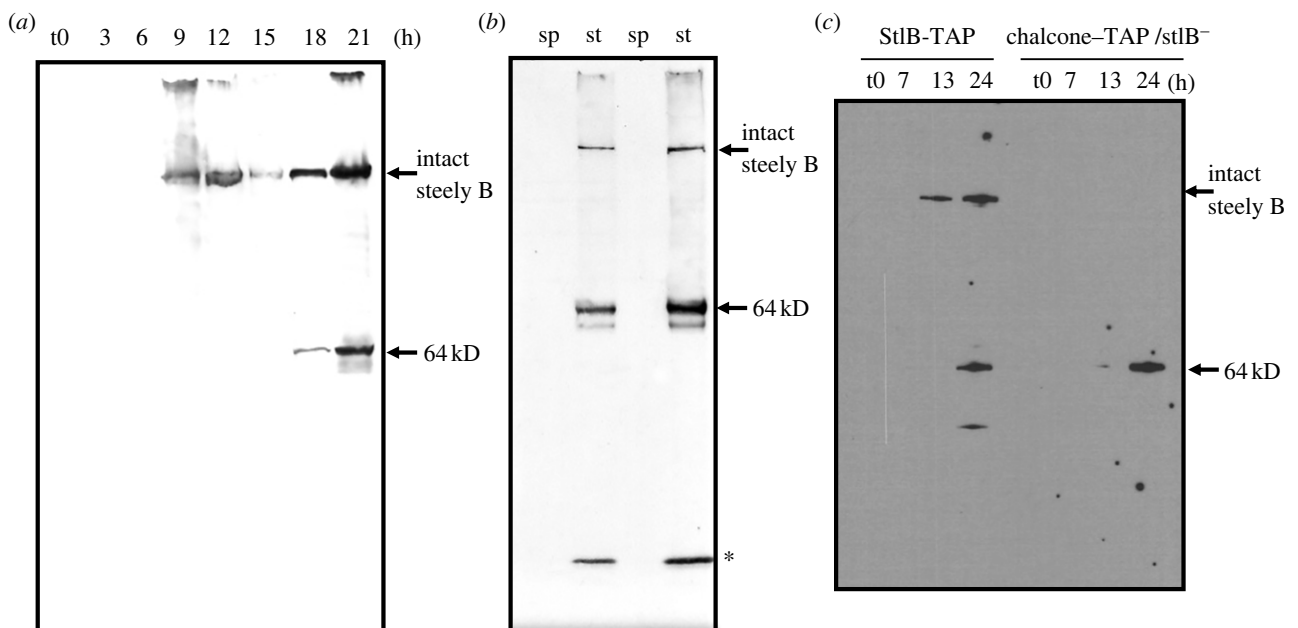 (a)
t0 3 6 9 12 15 18 21 (h)
intact
steely B
64 kD
(b)
sp st sp st
intact
steely B
64 kD
*
(c)
StlB-TAP chalcone–TAP /stlB–
t0 7 13 24 t0 7 13 24 (h)
intact
steely B
64 kD